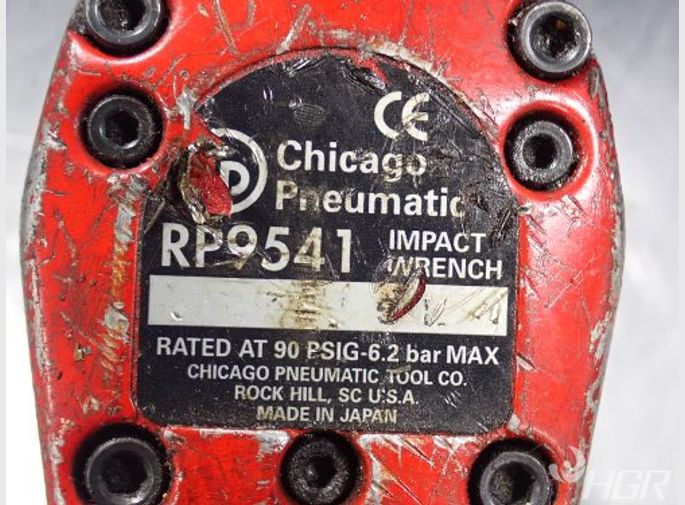 CE
Chicago
Pneumatic
RP9541 IMPACT
WRENCH
RATED AT 90 PSIG-6.2 bar MAX
CHICAGO PNEUMATIC TOOL CO.
ROCK HILL, SC U.S.A.
MADE IN JAPAN
HGR